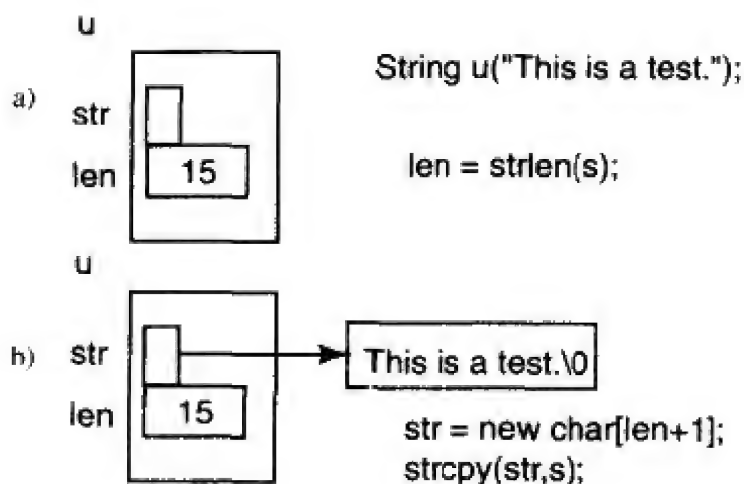 u
String u("This is a test.");
a)
str
len 15
len = strlen(s);
u
b)
str
This is a test.\0
len 15
str = new char[len+1];
strcpy(str,s);